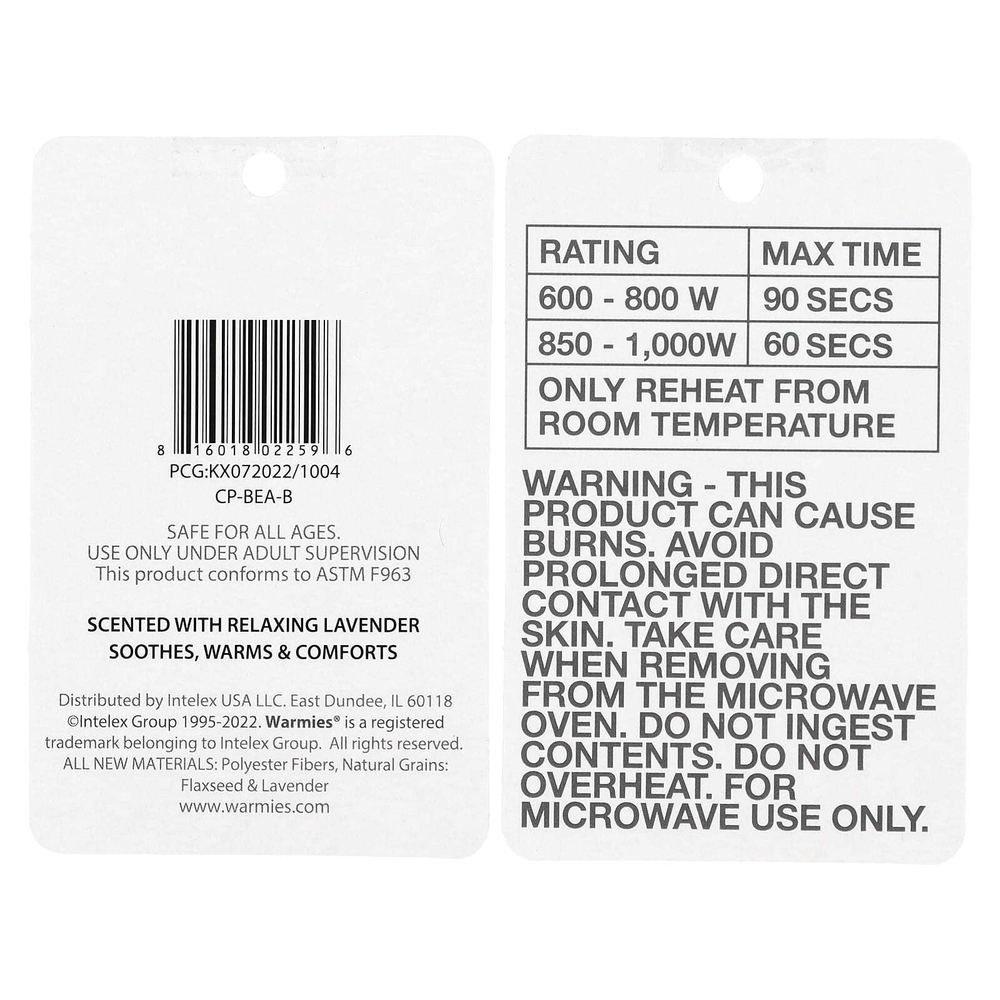 8 16018 02259 6
PCG:KX072022/1004
CP-BEA-B
SAFE FOR ALL AGES.
USE ONLY UNDER ADULT SUPERVISION
This product conforms to ASTM F963
SCENTED WITH RELAXING LAVENDER
SOOTHES, WARMS & COMFORTS
Distributed by Intelex USA LLC. East Dundee, IL 60118
©Intelex Group 1995-2022. Warmies® is a registered
trademark belonging to Intelex Group. All rights reserved.
ALL NEW MATERIALS: Polyester Fibers, Natural Grains:
Flaxseed & Lavender
www.warmies.com
RATING MAX TIME
600 - 800 W 90 SECS
850 - 1,000W 60 SECS
ONLY REHEAT FROM
ROOM TEMPERATURE
WARNING - THIS
PRODUCT CAN CAUSE
BURNS. AVOID
PROLONGED DIRECT
CONTACT WITH THE
SKIN. TAKE CARE
WHEN REMOVING
FROM THE MICROWAVE
OVEN. DO NOT INGEST
CONTENTS. DO NOT
OVERHEAT. FOR
MICROWAVE USE ONLY.